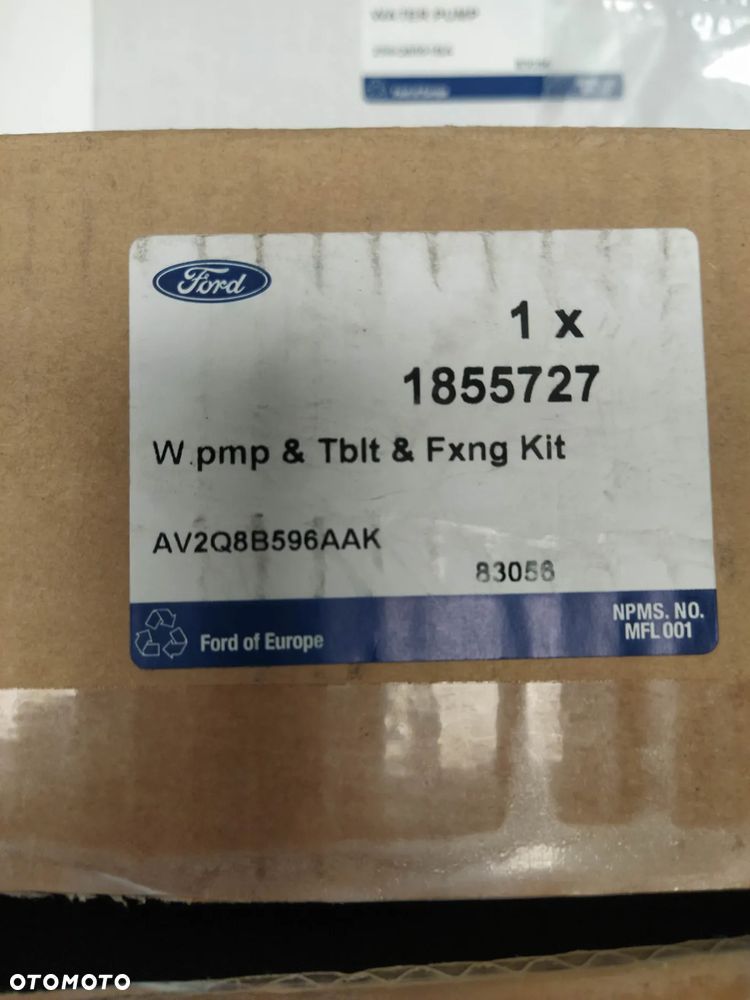 WATER PUMP
Ford
1 x
1855727
W.pmp & Tblt & Fxng Kit
AV2Q8B596AAK
83056
Ford of Europe
NPMS. NO.
MFL 001
OTOMOTO